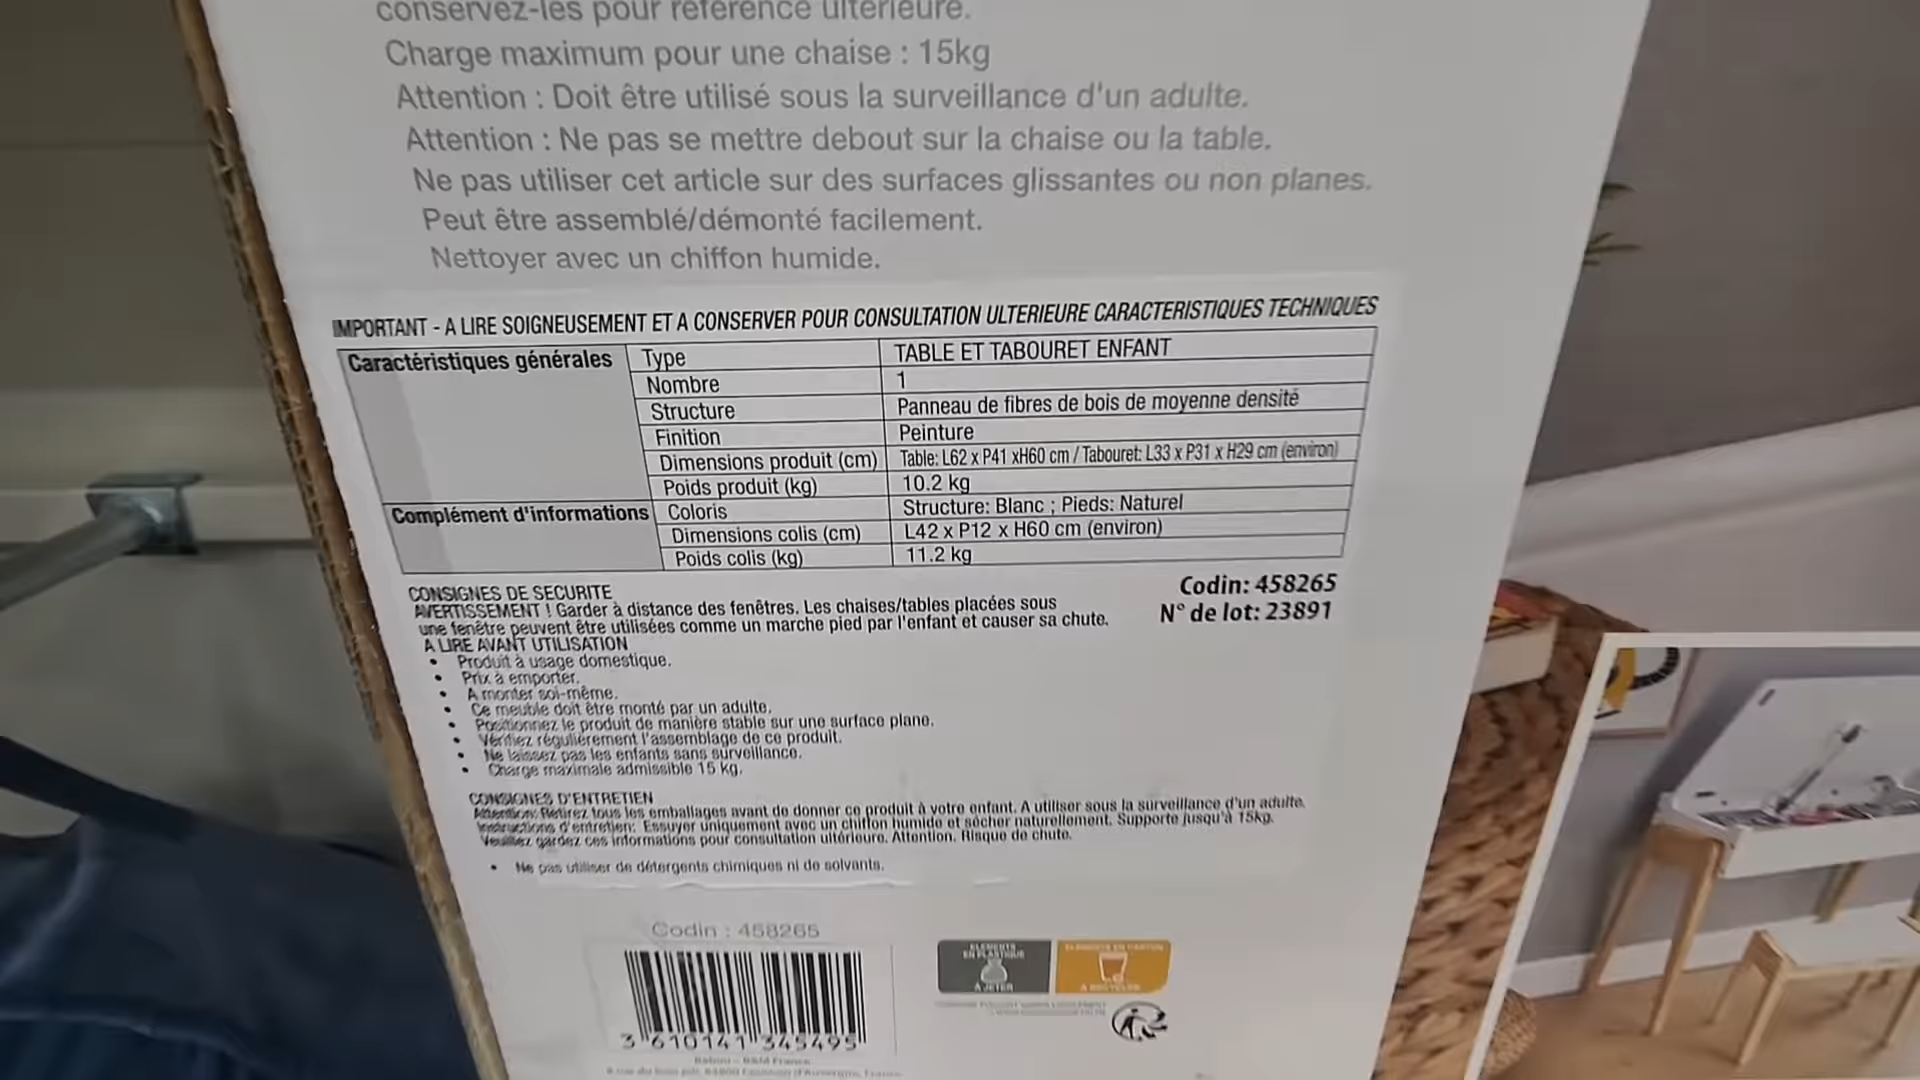 conservez-les pour référence ultérieure.
Charge maximum pour une chaise : 15kg
Attention : Doit être utilisé sous la surveillance d'un adulte.
Attention : Ne pas se mettre debout sur la chaise ou la table.
Ne pas utiliser cet article sur des surfaces glissantes ou non planes.
Peut être assemblé/démonté facilement.
Nettoyer avec un chiffon humide.
IMPORTANT - A LIRE SOIGNEUSEMENT ET A CONSERVER POUR CONSULTATION ULTERIEURE CARACTERISTIQUES TECHNIQUES
Caractéristiques générales Type TABLE ET TABOURET ENFANT
Nombre 1
Structure Panneau de fibres de bois de moyenne densité
Finition Peinture
Dimensions produit (cm) Table: L62 x P41 xH60 cm / Tabouret: L33 x P31 x H29 cm (environ)
Poids produit (kg) 10.2 kg
Complément d'informations Coloris Structure: Blanc ; Pieds: Naturel
Dimensions colis (cm) L42 x P12 x H60 cm (environ)
Poids colis (kg) 11.2 kg
CONSIGNES DE SECURITE
AVERTISSEMENT ! Garder à distance des fenêtres. Les chaises/tables placées sous
une fenêtre peuvent être utilisées comme un marche pied par l'enfant et causer sa chute.
Codin: 458265
N° de lot: 23891
A LIRE AVANT UTILISATION
• Produit à usage domestique.
• Prix à emporter.
• A monter soi-même.
• Ce meuble doit être monté par un adulte.
• Positionnez le produit de manière stable sur une surface plane.
• Vérifiez régulièrement l'assemblage de ce produit.
• Ne laissez pas les enfants sans surveillance.
• Charge maximale admissible 15 kg.
CONSIGNES D'ENTRETIEN
Attention: Retirez tous les emballages avant de donner ce produit à votre enfant. A utiliser sous la surveillance d'un adulte.
Instructions d'entretien: Essuyer uniquement avec un chiffon humide et sécher naturellement. Supporte jusqu'à 15kg.
Veuillez gardez ces informations pour consultation ultérieure. Attention. Risque de chute.
• Ne pas utiliser de détergents chimiques ni de solvants.
Codin : 458265
3 610141 345495
ELEMENTS
EN PLASTIQUE
A JETER
ELEMENTS EN CARTON
A RECYCLER